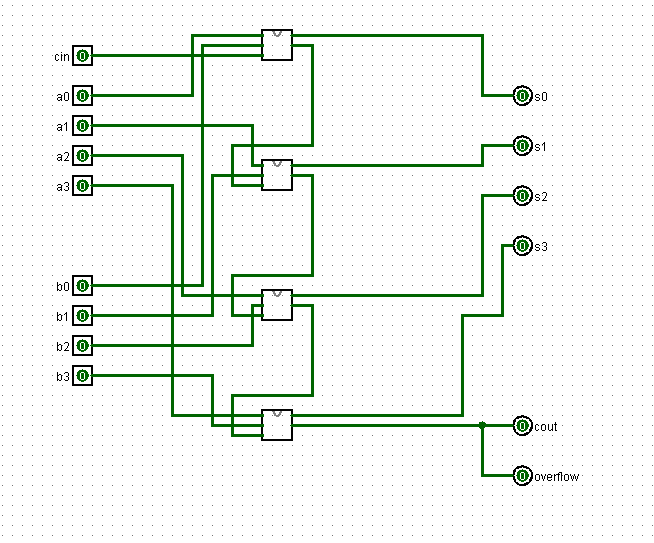 cin 0
a0 0
a1 0
a2 0
a3 0
b0 0
b1 0
b2 0
b3 0
0 s0
0 s1
0 s2
0 s3
0 cout
0 overflow